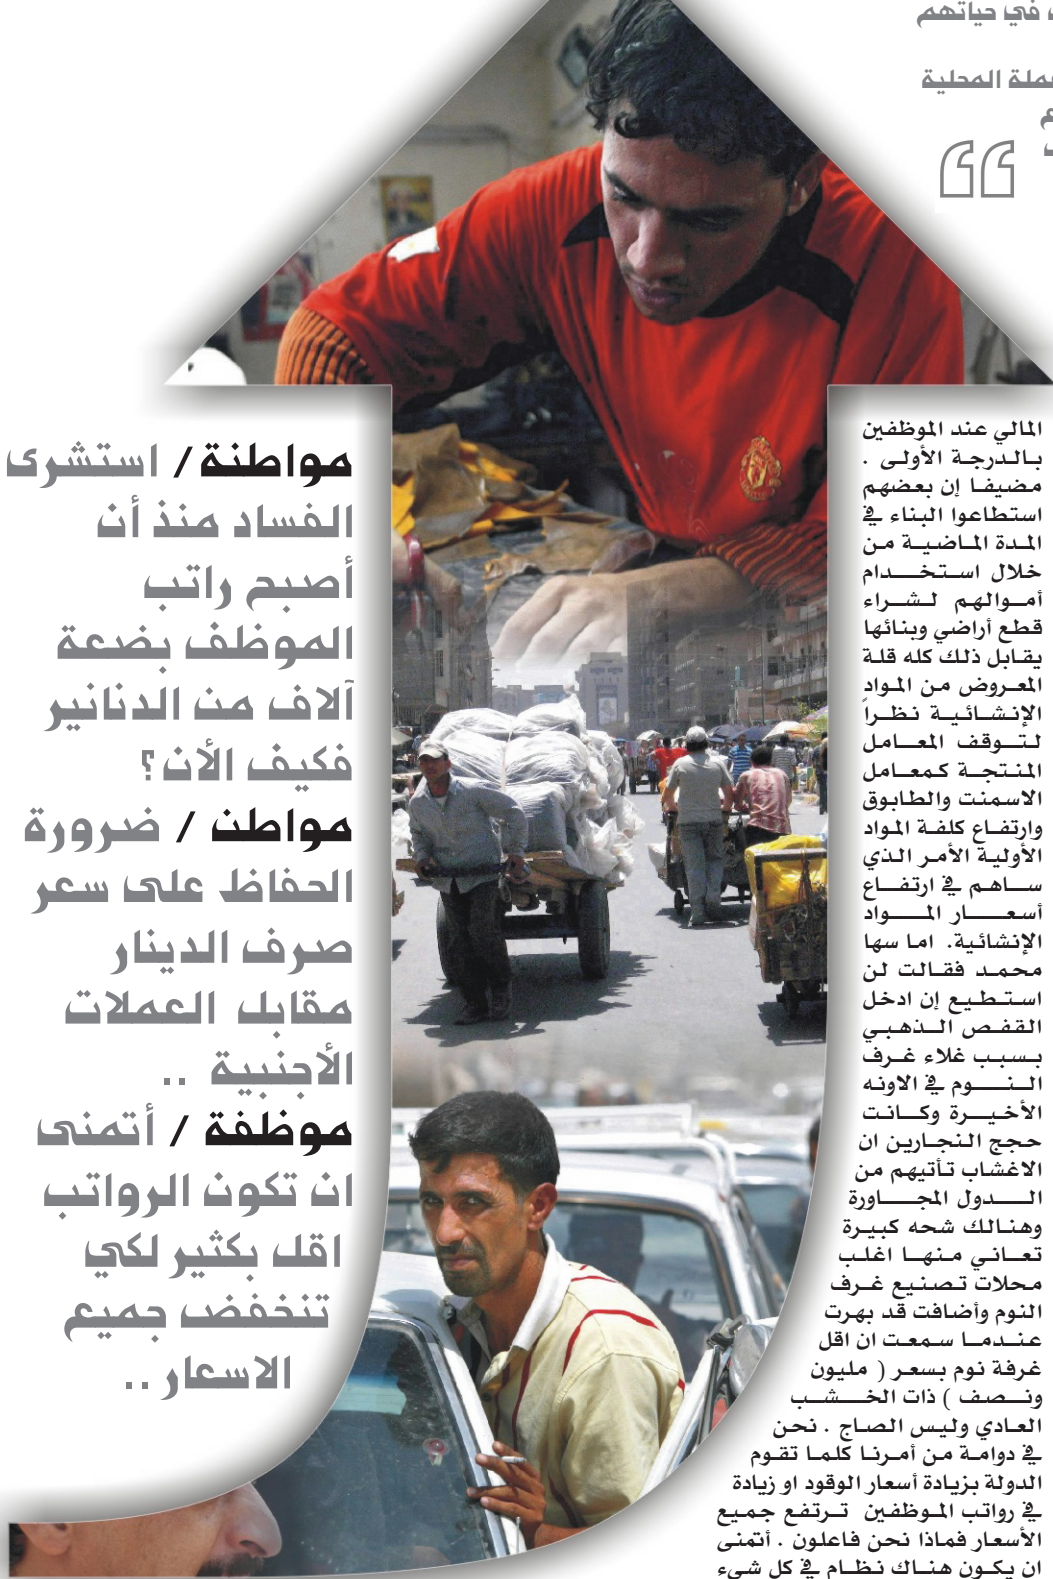 في حياتهم
المحلية
المالي عند الموظفين
بالدرجة الأولى .
مضيفا إن بعضهم
استطاعوا البناء في
المدة الماضية من
خلال استخدام
أموالهم لشراء
قطع أراضي وبنائها
يقابل ذلك كله قلة
المعروض من المواد
الإنشائية نظراً
لتوقف المعامل
المنتجة كمعامل
الاسمنت والطابوق
وارتفاع كلفة المواد
الأولية الأمر الذي
ساهم في ارتفاع
أسعار المواد
الإنشائية. اما سها
محمد فقالت لن
استطيع إن ادخل
القفص الذهبي
بسبب غلاء غرف
النوم في الاونه
الأخيرة وكانت
حجج النجارين ان
الاغشاب تأتيهم من
الدول المجاورة
وهنالك شحه كبيرة
تعاني منها اغلب
محلات تصنيع غرف
النوم وأضافت قد بهرت
عندما سمعت ان اقل
غرفة نوم بسعر ( مليون
ونصف ) ذات الخشب
العادي وليس الصاج . نحن
في دوامة من أمرنا كلما تقوم
الدولة بزيادة أسعار الوقود او زيادة
في رواتب الموظفين ترتفع جميع
الأسعار فماذا نحن فاعلون . أتمنى
ان يكون هناك نظام في كل شيء
مواطنة / استشرى
الفساد منذ أن
أصبح راتب
الموظف بضعة
آلاف من الدنانير
فكيف الأن ؟
مواطن / ضرورة
الحفاظ على سعر
صرف الدينار
مقابل العملات
الأجنبية ..
موظفة / أتمنى
ان تكون الرواتب
اقل بكثير لكي
تنخفض جميع
الاسعار ..